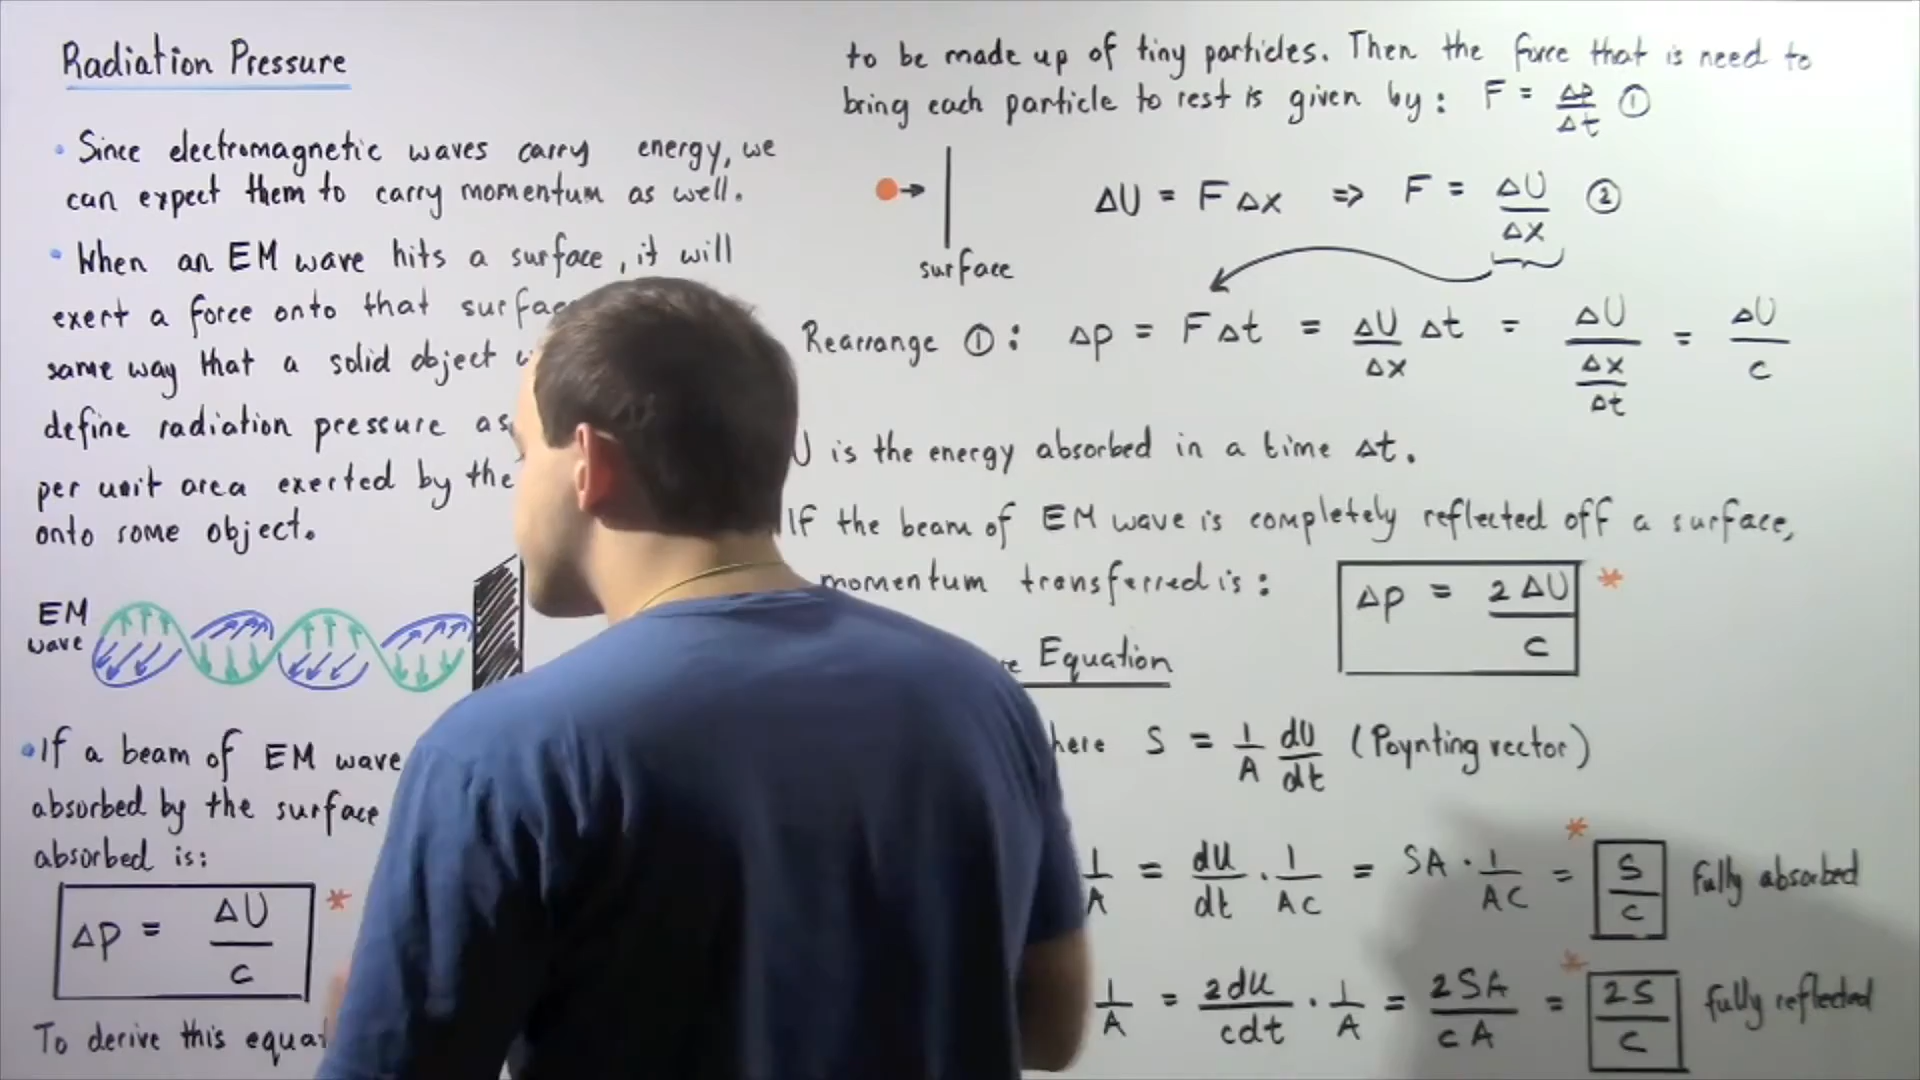 Radiation Pressure
• Since electromagnetic waves carry energy, we
can expect them to carry momentum as well.
• When an EM wave hits a surface, it will
exert a force onto that surfac
same way that a solid object
define radiation pressure as
per unit area exerted by the
onto some object.
EM
wave
• If a beam of EM wave
absorbed by the surface
absorbed is:
Δp = ΔU/c *
To derive this equat
to be made up of tiny particles. Then the force that is need to
bring each particle to rest is given by: F = Δp/Δt ①
ΔU = FΔx => F = ΔU/Δx ②
surface
Rearrange ①: Δp = FΔt = ΔU/Δx Δt = ΔU/(Δx/Δt) = ΔU/c
U is the energy absorbed in a time Δt.
If the beam of EM wave is completely reflected off a surface,
momentum transferred is: Δp = 2ΔU/c *
re Equation
here S = 1/A dU/dt (Poynting vector)
1/A = dU/dt · 1/AC = SA · 1/AC = S/c * fully absorbed
1/A = 2dU/cdt · 1/A = 2SA/cA = 2S/c * fully reflected